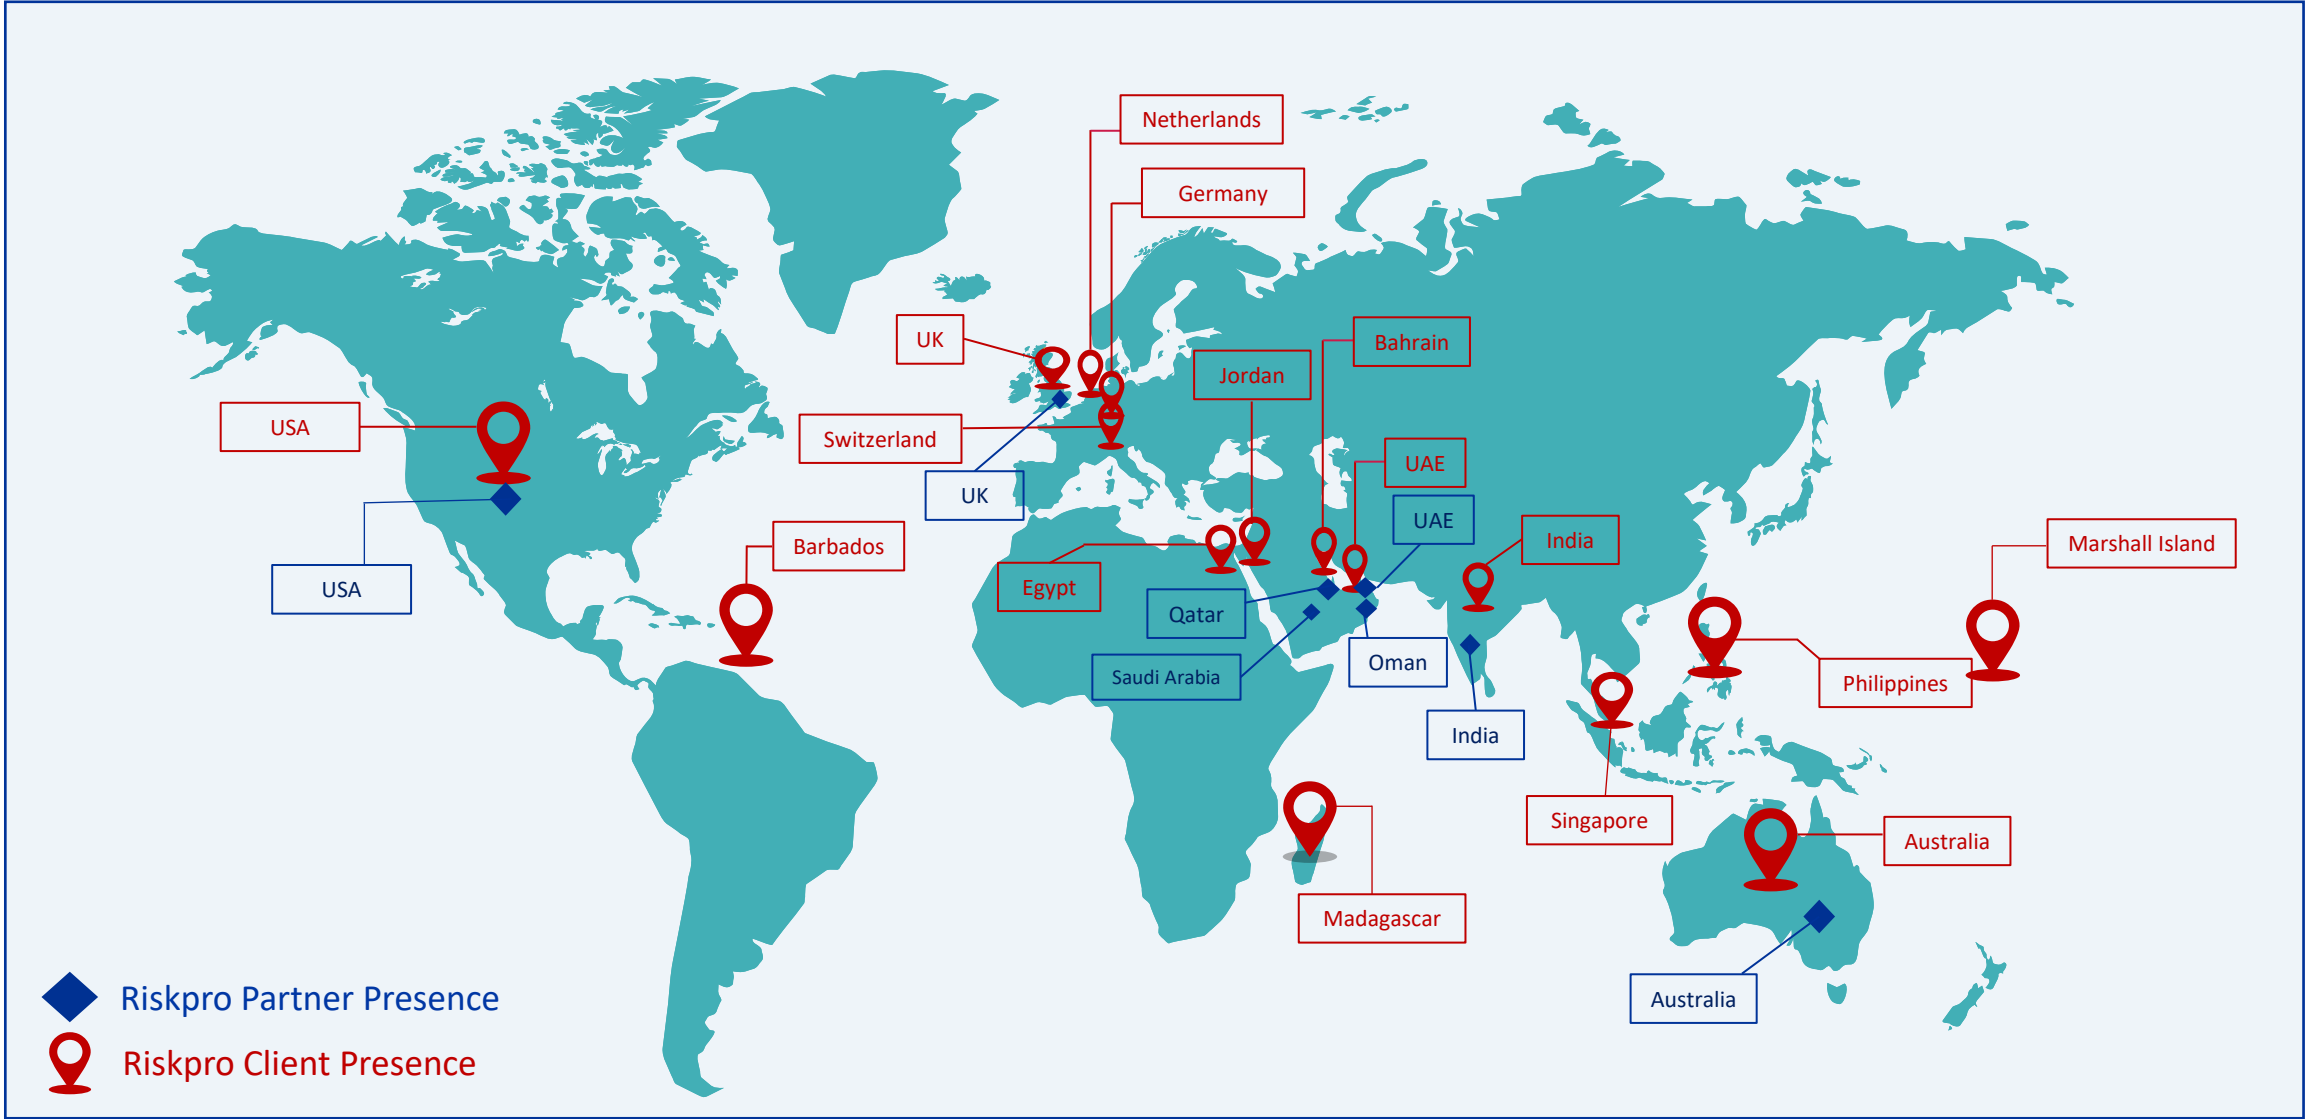 Netherlands
Germany
UK
Bahrain
Jordan
USA
Switzerland
UAE
UK
UAE
Barbados
India
Marshall Island
USA
Egypt
Qatar
Oman
Saudi Arabia
Philippines
India
Singapore
Australia
Madagascar
Australia
Riskpro Partner Presence
Riskpro Client Presence